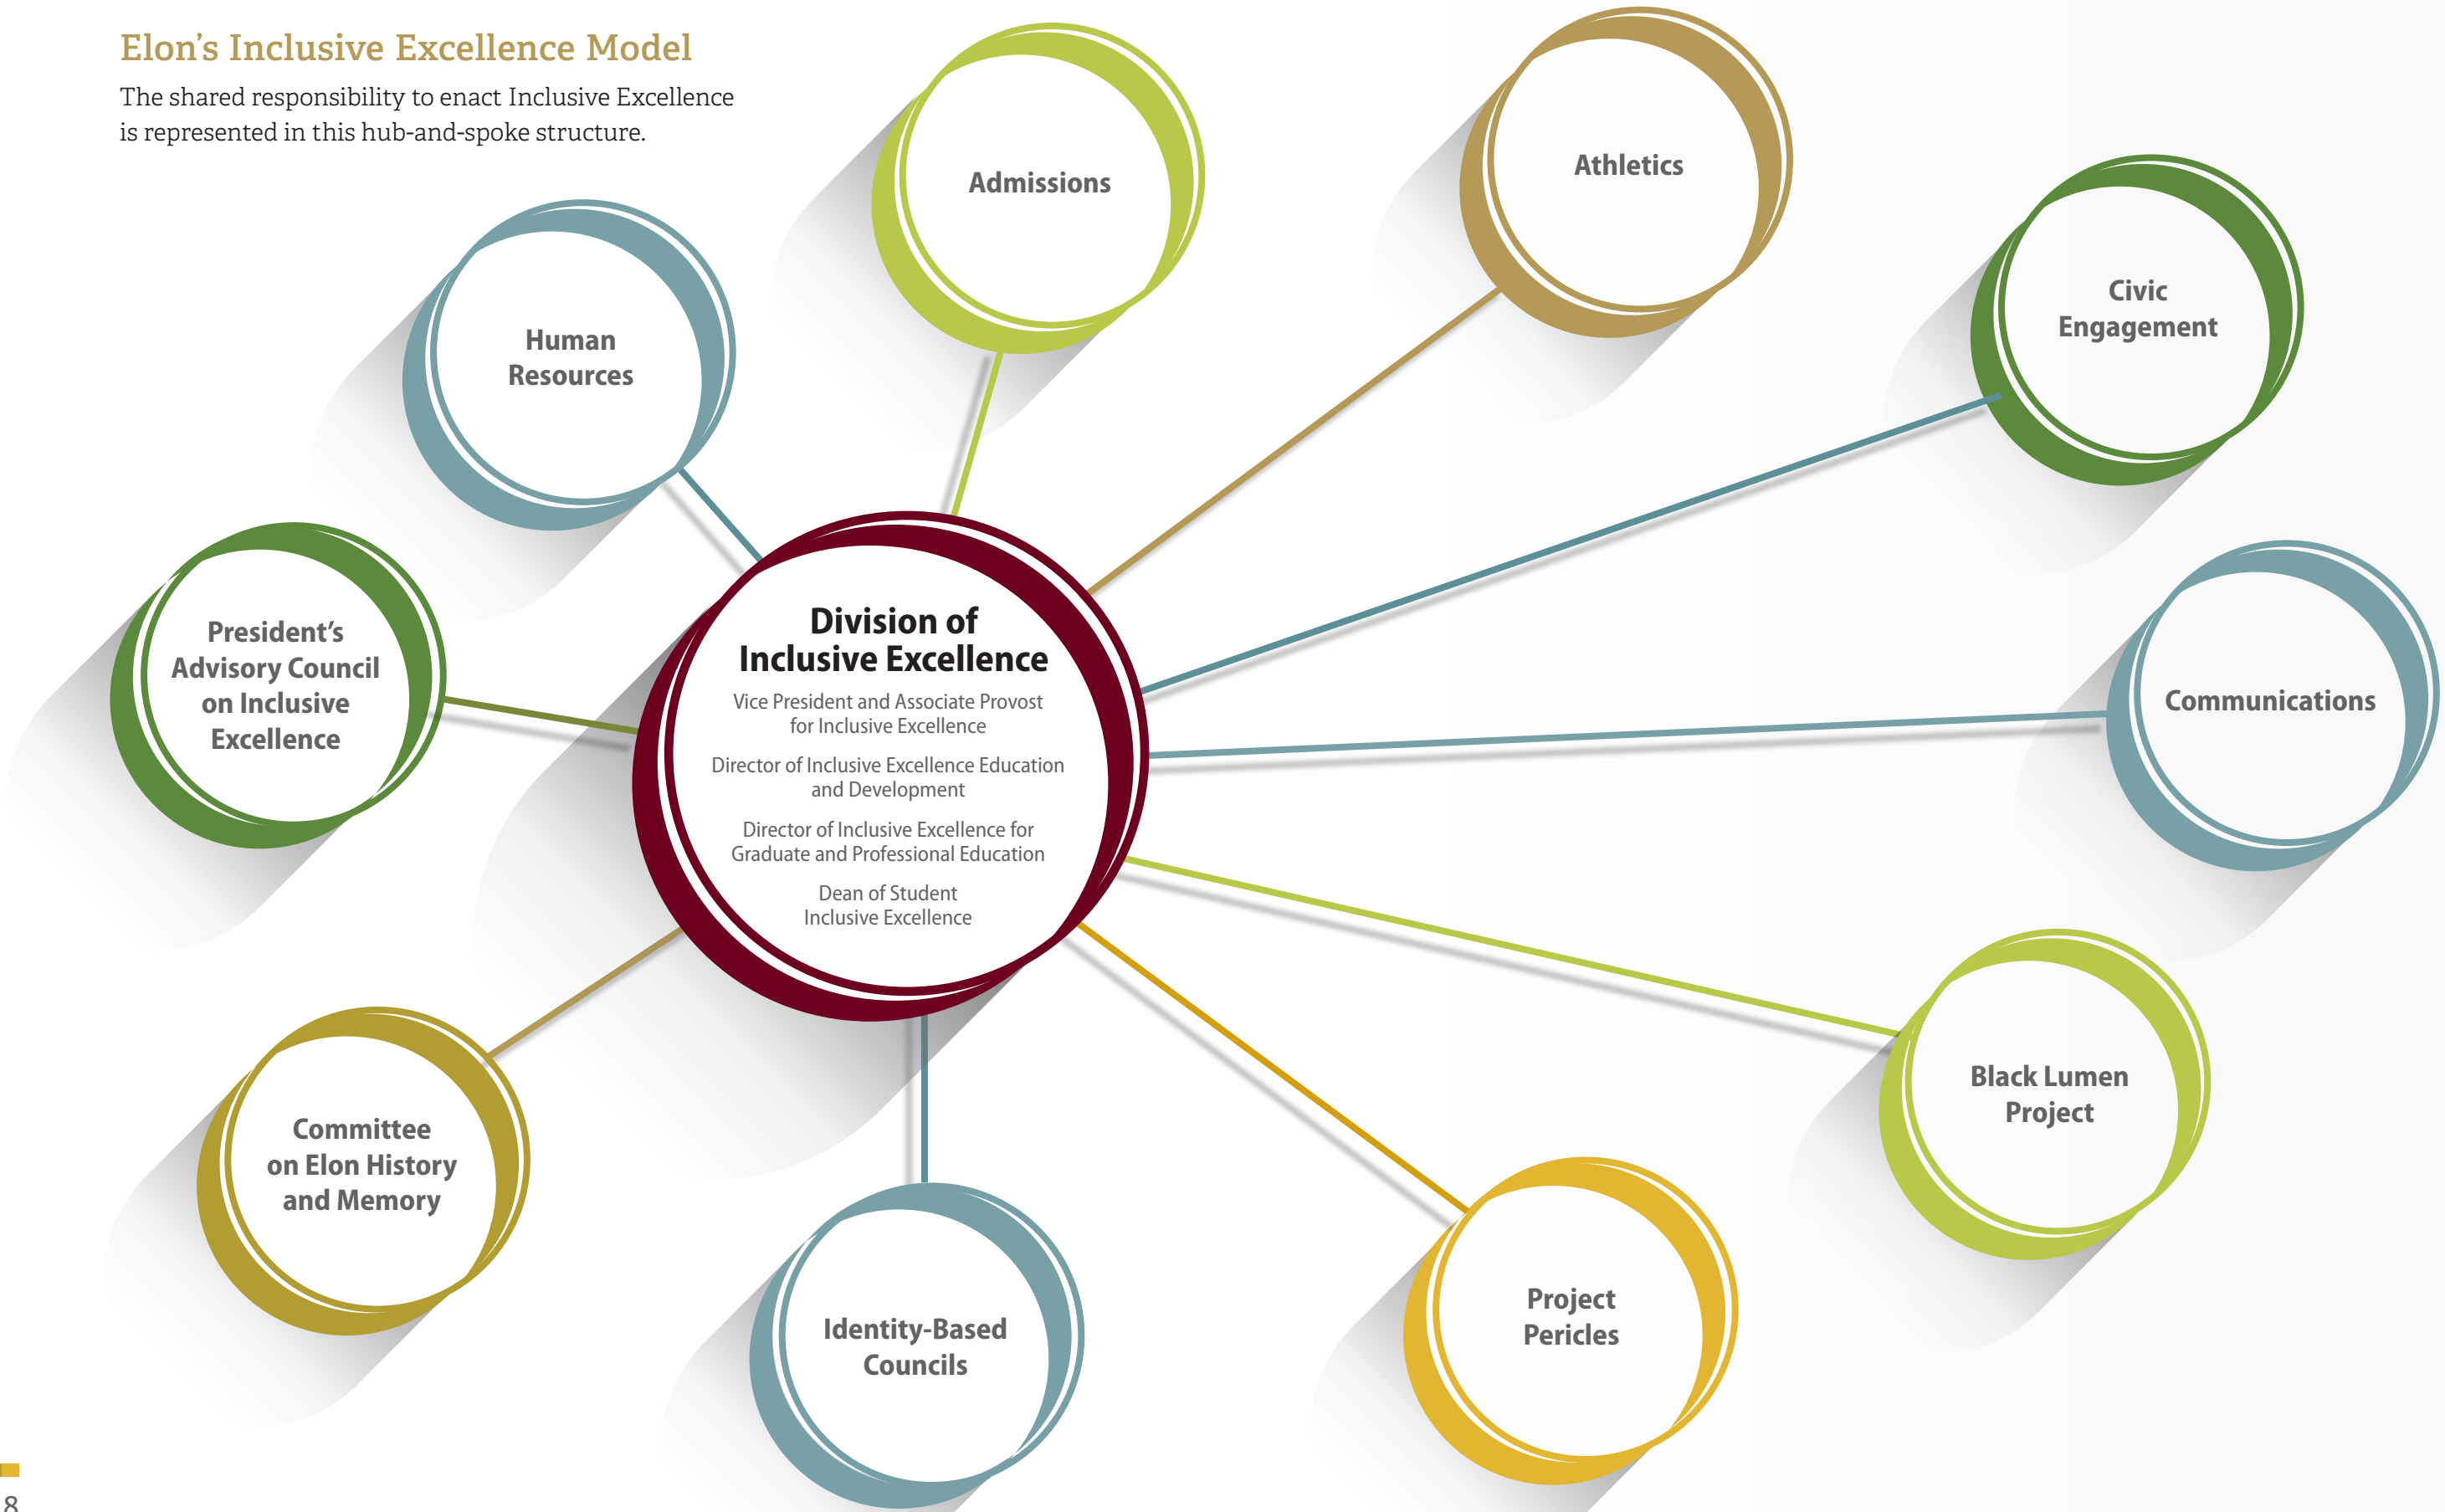 Elon’s Inclusive Excellence Model
The shared responsibility to enact Inclusive Excellence
is represented in this hub-and-spoke structure.
Admissions
Athletics
Civic
Engagement
Human
Resources
Communications
President’s
Advisory Council
on Inclusive
Excellence
Division of
Inclusive Excellence
Vice President and Associate Provost
for Inclusive Excellence
Director of Inclusive Excellence Education
and Development
Director of Inclusive Excellence for
Graduate and Professional Education
Dean of Student
Inclusive Excellence
Black Lumen
Project
Committee
on Elon History
and Memory
Identity-Based
Councils
Project
Pericles
8